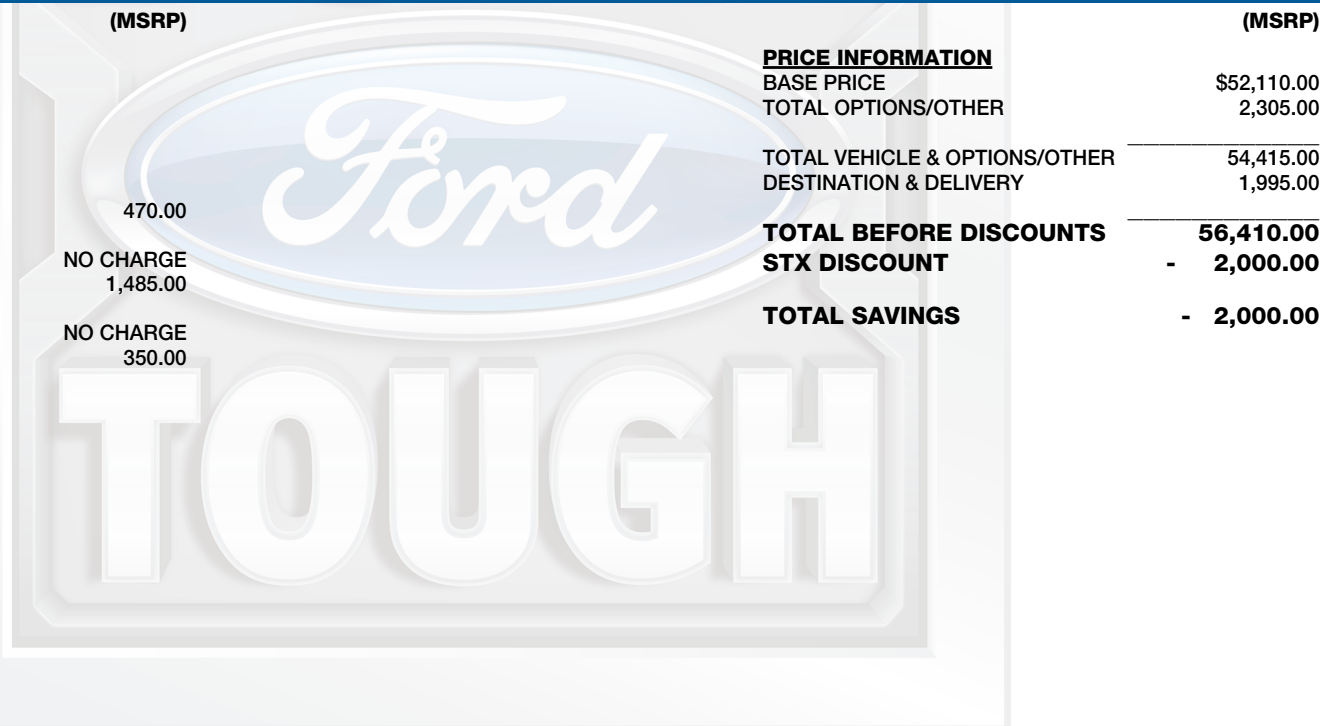 (MSRP)
470.00
NO CHARGE
1,485.00
NO CHARGE
350.00
(MSRP)
PRICE INFORMATION
BASE PRICE $52,110.00
TOTAL OPTIONS/OTHER 2,305.00
TOTAL VEHICLE & OPTIONS/OTHER 54,415.00
DESTINATION & DELIVERY 1,995.00
TOTAL BEFORE DISCOUNTS 56,410.00
STX DISCOUNT - 2,000.00
TOTAL SAVINGS - 2,000.00
Ford
TOUGH